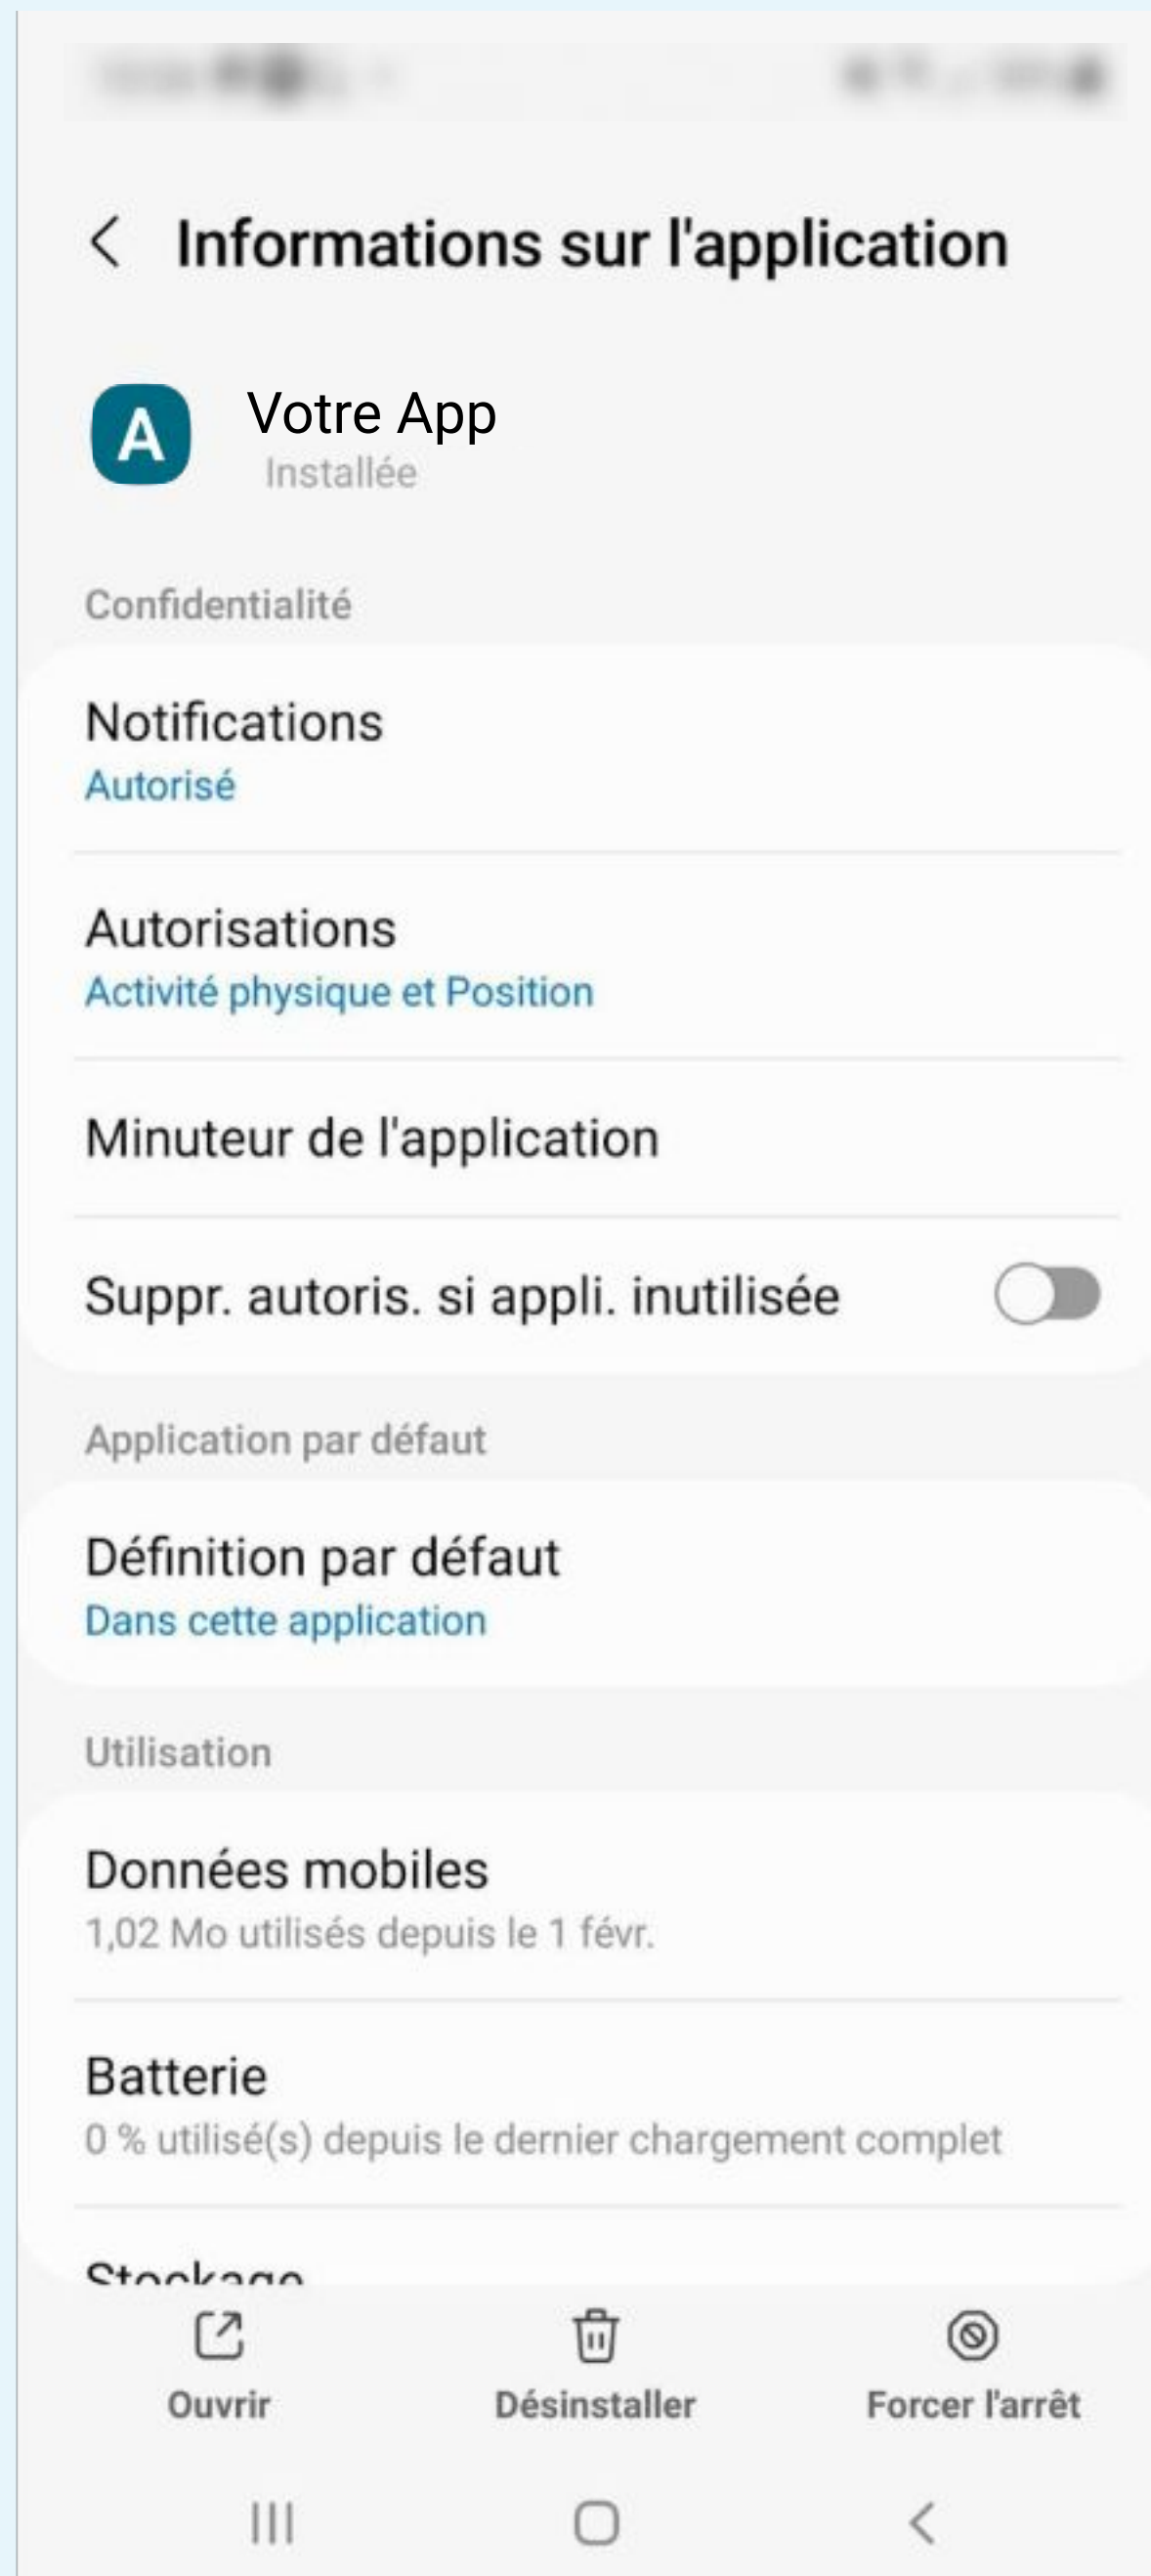 Informations sur l'application
A
Votre App
Installée
Confidentialité
Notifications
Autorisé
Autorisations
Activité physique et Position
Minuteur de l'application
Suppr. autoris. si appli. inutilisée
Application par défaut
Définition par défaut
Dans cette application
Utilisation
Données mobiles
1,02 Mo utilisés depuis le 1 févr.
Batterie
0 % utilisé(s) depuis le dernier chargement complet
Stockage
Ouvrir
Désinstaller
Forcer l'arrêt